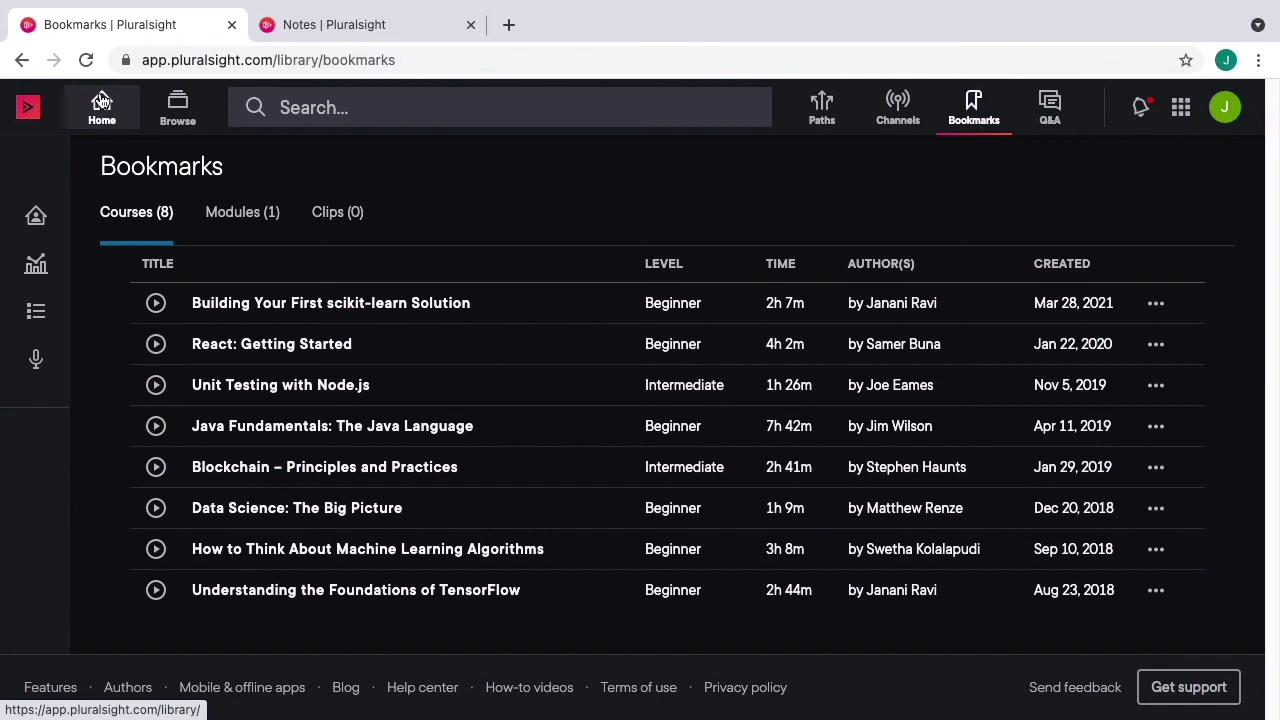 Bookmarks | Pluralsight
Notes | Pluralsight
app.pluralsight.com/library/bookmarks
J
Home
Browse
Search...
Paths
Channels
Bookmarks
Q&A
J
Bookmarks
Courses (8) Modules (1) Clips (0)
TITLE LEVEL TIME AUTHOR(S) CREATED
Building Your First scikit-learn Solution Beginner 2h 7m by Janani Ravi Mar 28, 2021
React: Getting Started Beginner 4h 2m by Samer Buna Jan 22, 2020
Unit Testing with Node.js Intermediate 1h 26m by Joe Eames Nov 5, 2019
Java Fundamentals: The Java Language Beginner 7h 42m by Jim Wilson Apr 11, 2019
Blockchain – Principles and Practices Intermediate 2h 41m by Stephen Haunts Jan 29, 2019
Data Science: The Big Picture Beginner 1h 9m by Matthew Renze Dec 20, 2018
How to Think About Machine Learning Algorithms Beginner 3h 8m by Swetha Kolalapudi Sep 10, 2018
Understanding the Foundations of TensorFlow Beginner 2h 44m by Janani Ravi Aug 23, 2018
Features · Authors · Mobile & offline apps · Blog · Help center · How-to videos · Terms of use · Privacy policy Send feedback Get support
https://app.pluralsight.com/library/